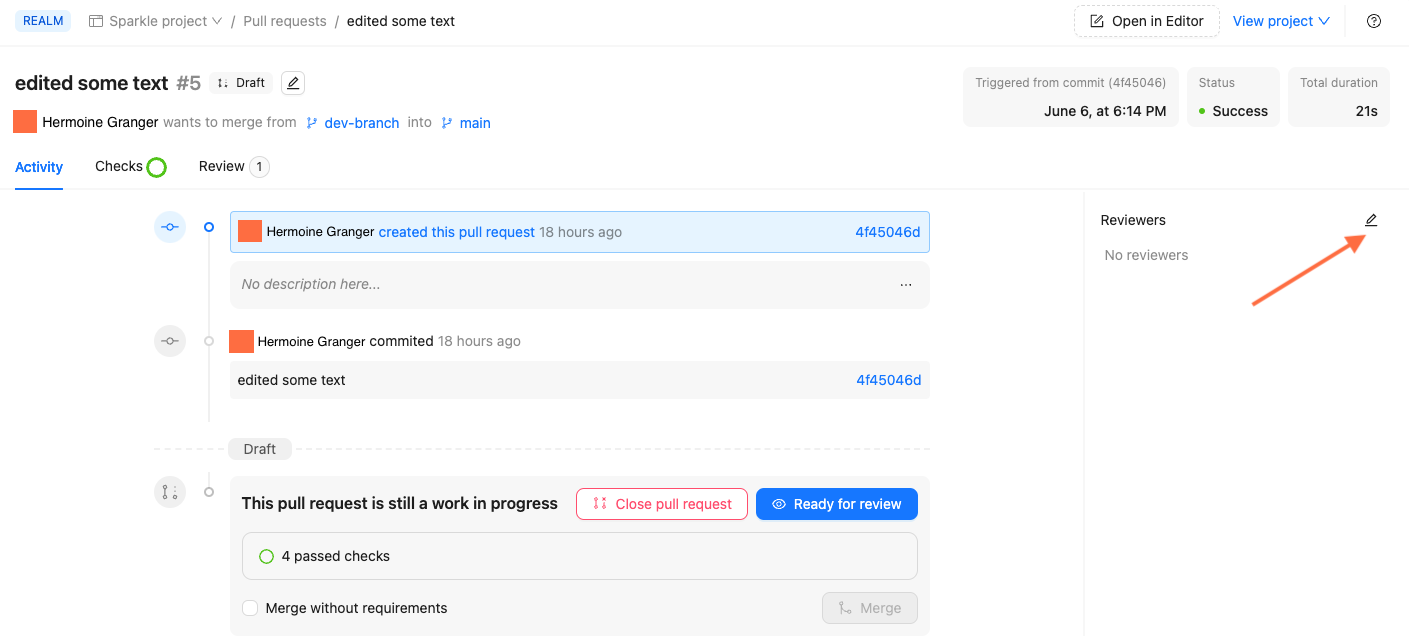 REALM Sparkle project / Pull requests / edited some text Open in Editor View project
edited some text #5 Draft
Hermoine Granger wants to merge from dev-branch into main
Triggered from commit (4f45046)
June 6, at 6:14 PM
Status
Success
Total duration
21s
Activity Checks Review 1
Hermoine Granger created this pull request 18 hours ago 4f45046d
No description here... ...
Hermoine Granger commited 18 hours ago
edited some text 4f45046d
Draft
This pull request is still a work in progress Close pull request Ready for review
4 passed checks
Merge without requirements Merge
Reviewers
No reviewers